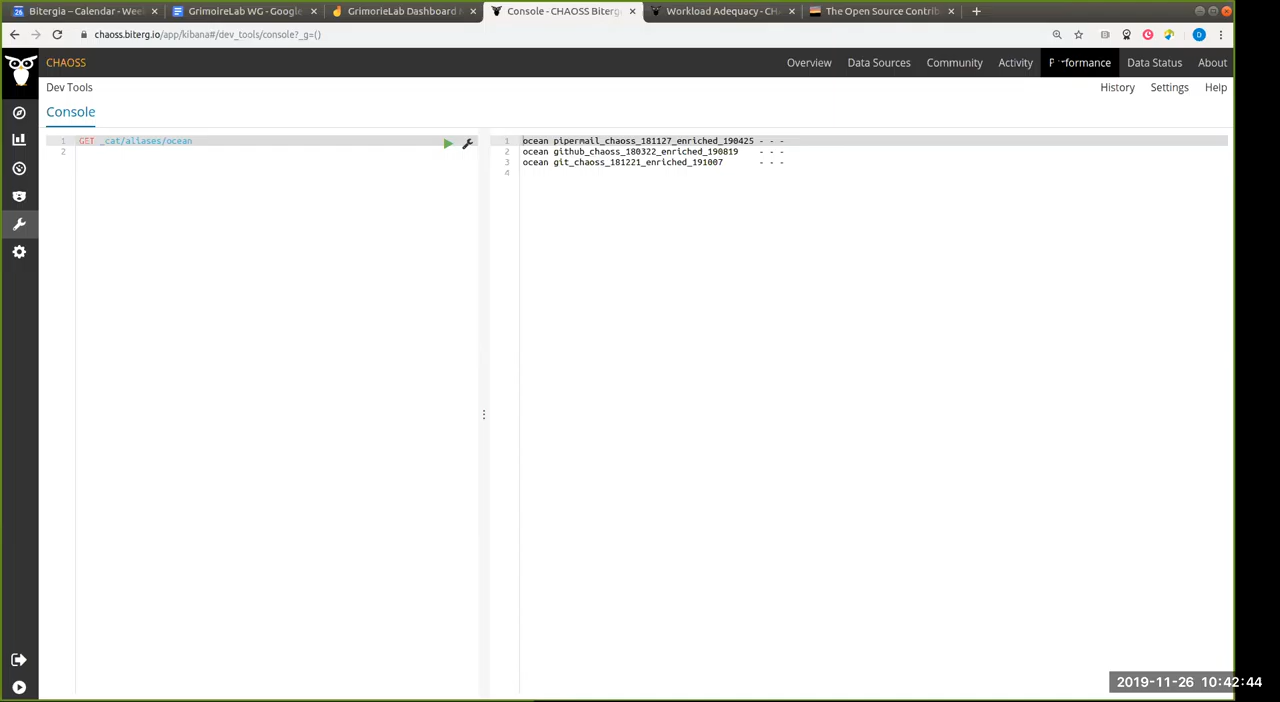 Bitergia – Calendar - Wee
GrimoireLab WG - Google
GrimorieLab Dashboard
Console - CHAOSS Biterg
Workload Adequacy - CH
The Open Source Contrib
chaoss.biterg.io/app/kibana#/dev_tools/console?_g=()
CHAOSS
Overview
Data Sources
Community
Activity
Performance
Data Status
About
Dev Tools
History
Settings
Help
Console
1 GET _cat/aliases/ocean
2
1 ocean pipermail_chaoss_181127_enriched_190425 - - -
2 ocean github_chaoss_180322_enriched_190819 - - -
3 ocean git_chaoss_181221_enriched_191007 - - -
4
2019-11-26 10:42:44